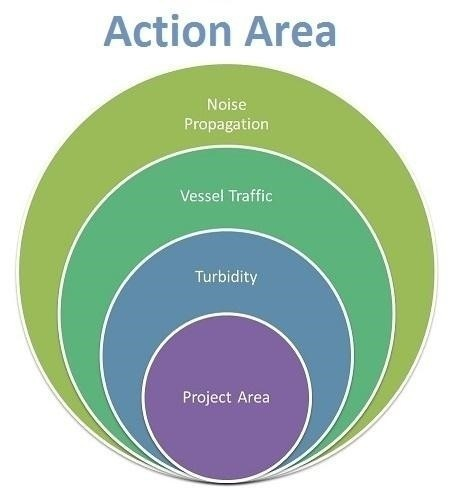 Action Area
Noise
Propagation
Vessel Traffic
Turbidity
Project Area